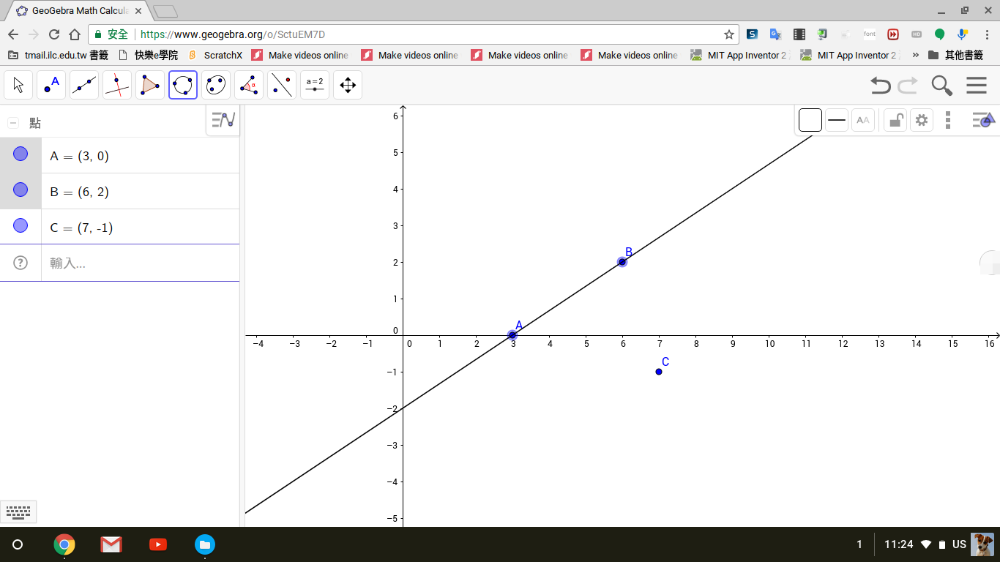 GeoGebra Math Calcula
安全 https://www.geogebra.org/o/SctuEM7D
tmail.ilc.edu.tw 書籤 快樂e學院 ScratchX Make videos online Make videos online Make videos online Make videos online MIT App Inventor 2 MIT App Inventor 2 » 其他書籤
A α a=2
點
A = (3, 0)
B = (6, 2)
C = (7, -1)
輸入...
AA
6
5
4
3
2
1
0
−4 −3 −2 −1 0 1 2 3 4 5 6 7 8 9 10 11 12 13 14 15 16
−1
−2
−3
−4
−5
B
A
C
1 11:24 US